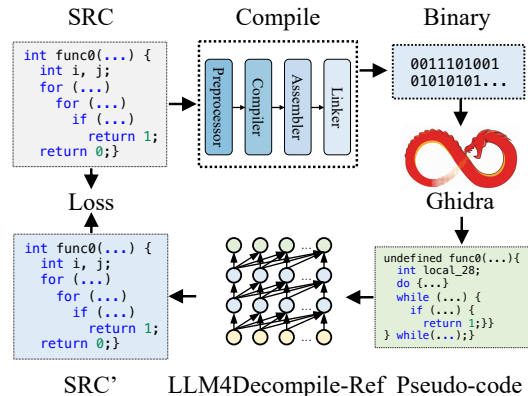 SRC
Compile
Binary
int func0(...) {
int i, j;
for (...)
for (...)
if (...)
return 1;
return 0;}
Preprocessor
Compiler
Assembler
Linker
0011101001
01010101...
Ghidra
Loss
int func0(...) {
int i, j;
for (...)
for (...)
if (...)
return 1;
return 0;}
...
...
...
...
undefined func0(...){
int local_28;
do {...}
while (...) {
if (...) {
return 1;}}
} while(...);}
SRC’
LLM4Decompile-Ref
Pseudo-code